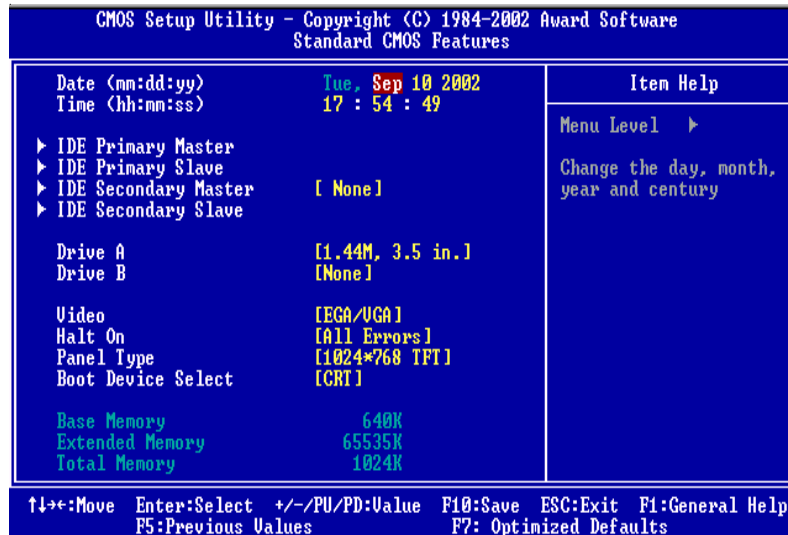 CMOS Setup Utility - Copyright (C) 1984-2002 Award Software
Standard CMOS Features
Date (mm:dd:yy) Tue, Sep 10 2002
Time (hh:mm:ss) 17 : 54 : 49
▶ IDE Primary Master
▶ IDE Primary Slave
▶ IDE Secondary Master [ None]
▶ IDE Secondary Slave
Drive A [1.44M, 3.5 in.]
Drive B [None]
Video [EGA/VGA]
Halt On [All Errors]
Panel Type [1024*768 TFT]
Boot Device Select [CRT]
Base Memory 640K
Extended Memory 65535K
Total Memory 1024K
Item Help
Menu Level ▶
Change the day, month,
year and century
↑↓→←:Move Enter:Select +/-/PU/PD:Value F10:Save ESC:Exit F1:General Help
F5:Previous Values F7: Optimized Defaults